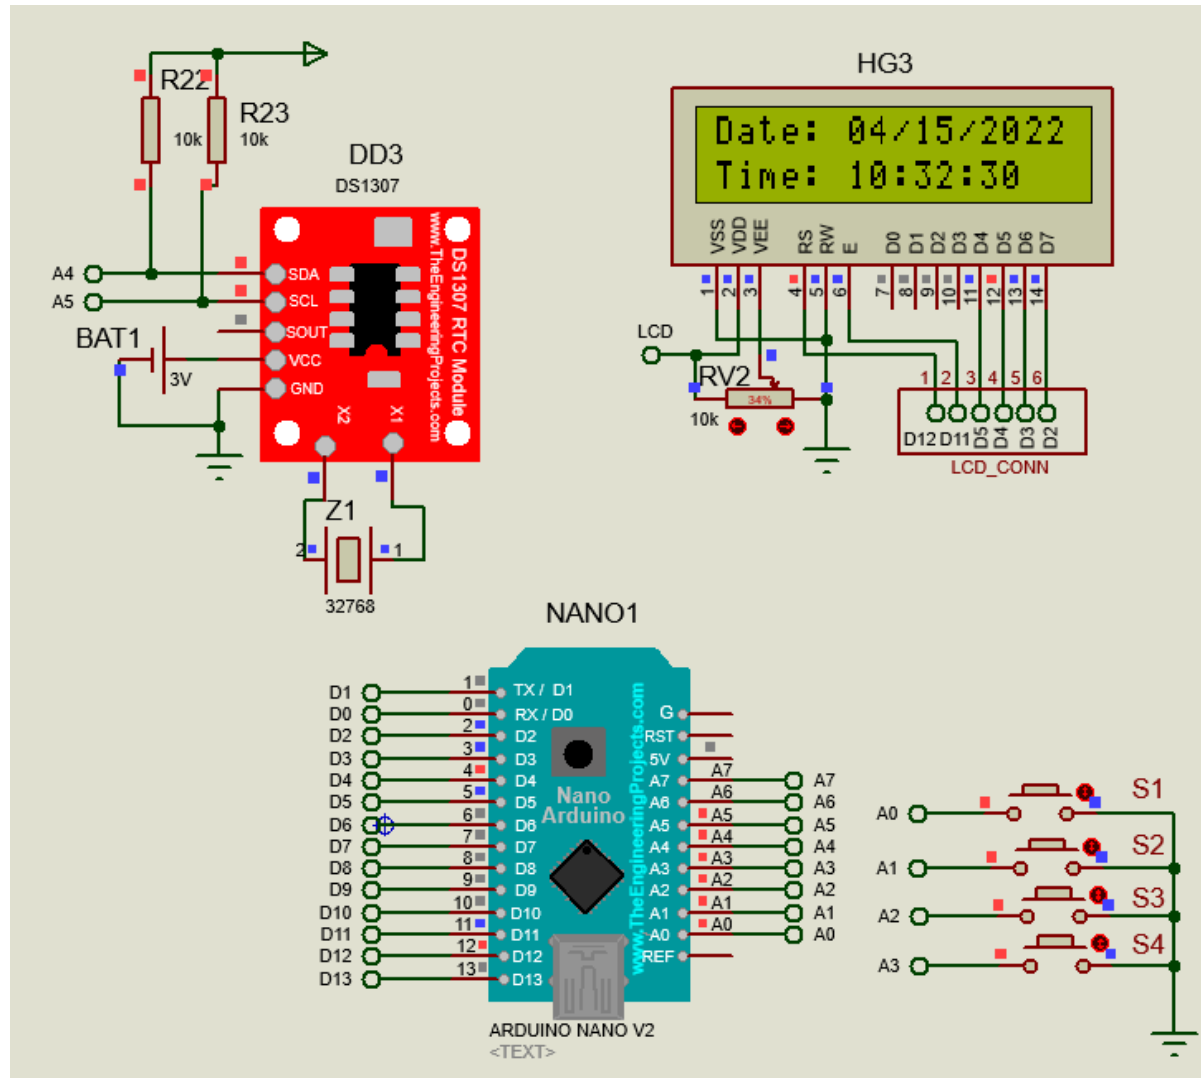 R22
10k
R23
10k
DD3
DS1307
A4
A5
BAT1
3V
SDA
SCL
SOUT
VCC
GND
DS1307 RTC Module
www.TheEngineeringProjects.com
X2
X1
Z1
2
1
32768
HG3
Date: 04/15/2022
Time: 10:32:30
VSS
VDD
VEE
RS
RW
E
D0
D1
D2
D3
D4
D5
D6
D7
1
2
3
4
5
6
7
8
9
10
11
12
13
14
LCD
RV2
10k
34%
1
2
3
4
5
6
D12
D11
D5
D4
D3
D2
LCD_CONN
NANO1
D1 1 TX / D1
D0 0 RX / D0
D2 2 D2
D3 3 D3
D4 4 D4
D5 5 D5
D6 6 D6
D7 7 D7
D8 8 D8
D9 9 D9
D10 10 D10
D11 11 D11
D12 12 D12
D13 13 D13
Nano
Arduino
www.TheEngineeringProjects.com
G
RST
5V
A7 A7 A7
A6 A6 A6
A5 A5 A5
A4 A4 A4
A3 A3 A3
A2 A2 A2
A1 A1 A1
A0 A0 A0
REF
ARDUINO NANO V2
<TEXT>
A0 S1
A1 S2
A2 S3
A3 S4